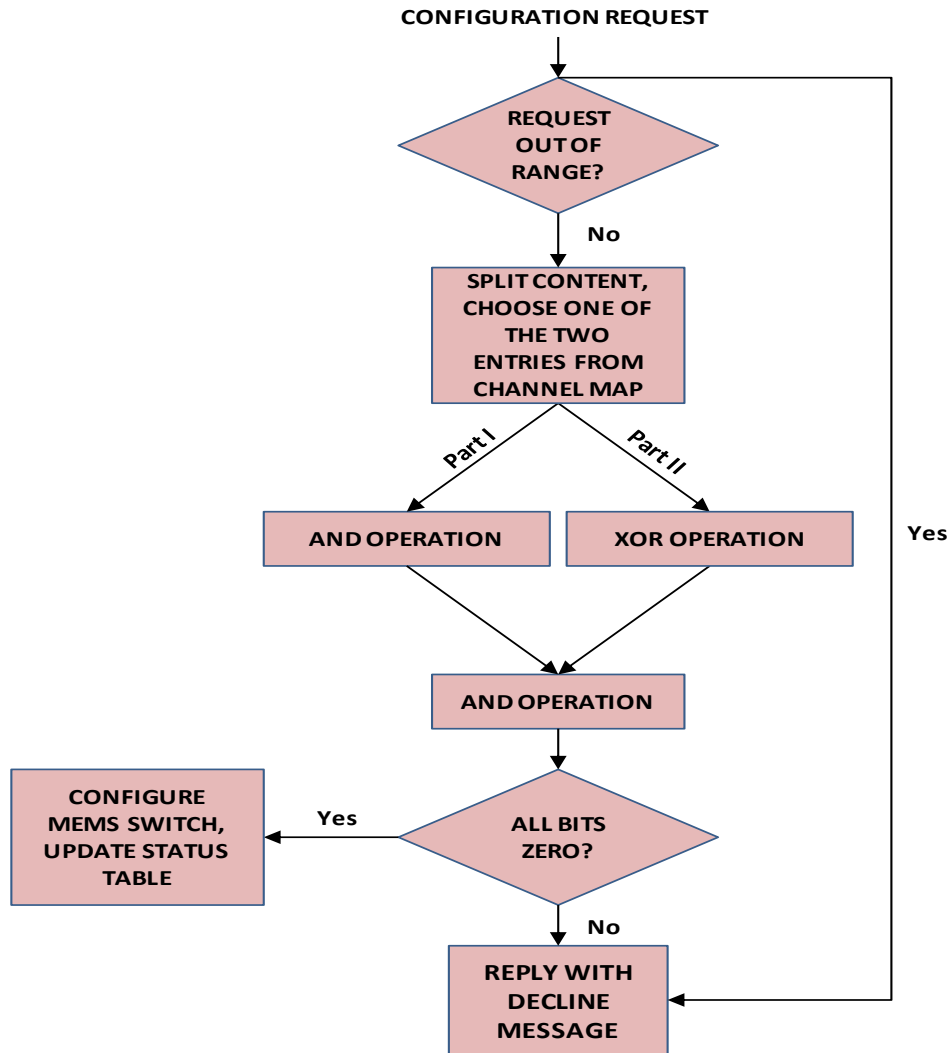 CONFIGURATION REQUEST
REQUEST
OUT OF
RANGE?
No
SPLIT CONTENT,
CHOOSE ONE OF
THE TWO
ENTRIES FROM
CHANNEL MAP
Part I
Part II
AND OPERATION
XOR OPERATION
Yes
AND OPERATION
CONFIGURE
MEMS SWITCH,
UPDATE STATUS
TABLE
Yes
ALL BITS
ZERO?
No
REPLY WITH
DECLINE
MESSAGE